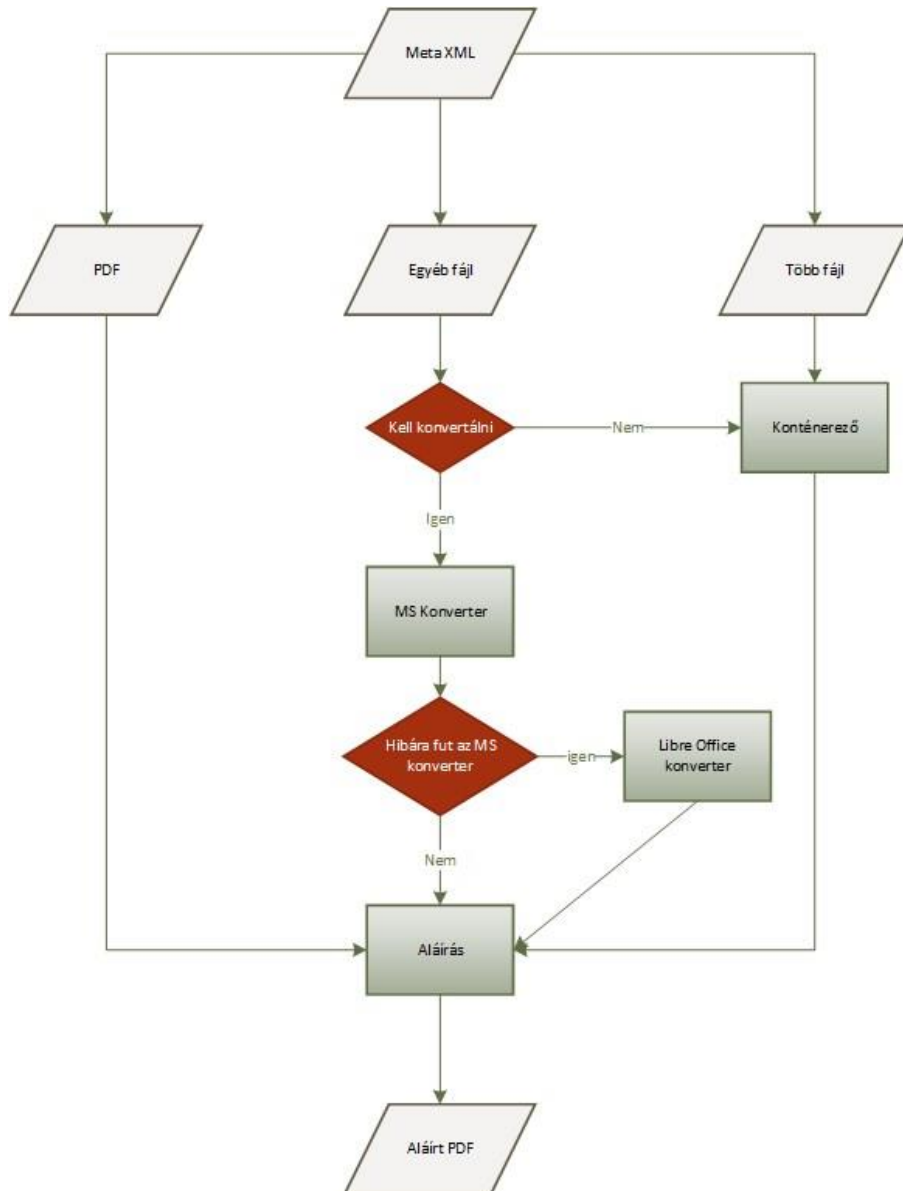 Meta XML
PDF
Egyéb fájl
Több fájl
Kell konvertálni
Nem
Konténerező
Igen
MS Konverter
Hibára fut az MS
konverter
igen
Libre Office
konverter
Nem
Aláírás
Aláírt PDF